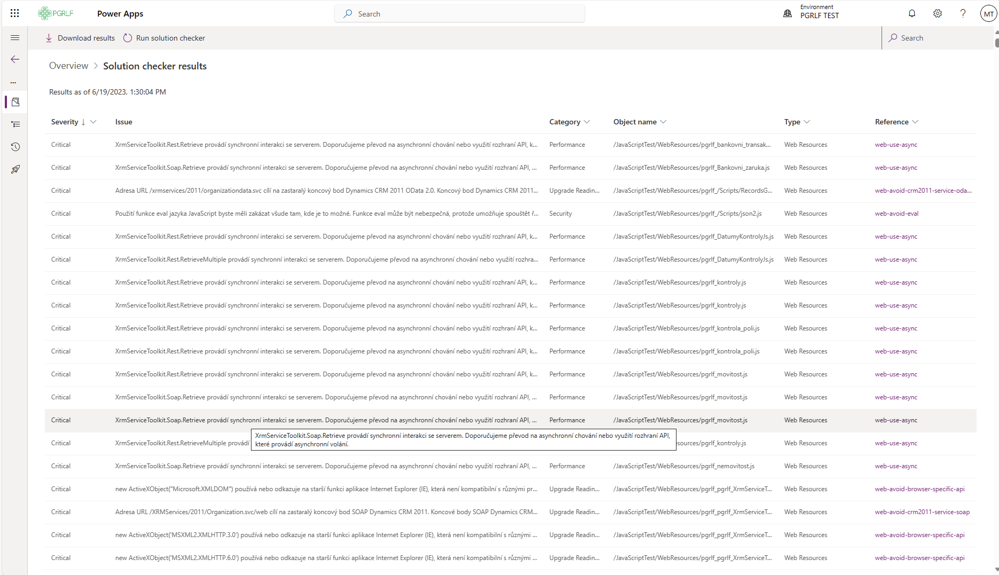 PGRLF
Power Apps
Search
Environment
PGRLF TEST
?
MT
Download results
Run solution checker
Search
Overview > Solution checker results
...
Results as of 6/19/2023, 1:30:04 PM
Severity Issue Category Object name Type Reference
Critical XrmServiceToolkit.Rest.Retrieve provádí synchronní interakci se serverem. Doporučujeme převod na asynchronní chování nebo využití rozhraní API, k... Performance /JavaScriptTest/WebResources/pgrlf_bankovni_transak... Web Resources web-use-async
Critical XrmServiceToolkit.Soap.Retrieve provádí synchronní interakci se serverem. Doporučujeme převod na asynchronní chování nebo využití rozhraní API, ... Performance /JavaScriptTest/WebResources/pgrlf_Bankovni_zaruka.js Web Resources web-use-async
Critical Adresa URL /xrmservices/2011/organizationdata.svc cílí na zastaralý koncový bod Dynamics CRM 2011 OData 2.0. Koncový bod Dynamics CRM 2011... Upgrade Readin... /JavaScriptTest/WebResources/pgrlf_/Scripts/RecordsG... Web Resources web-avoid-crm2011-service-oda...
Critical Použití funkce eval jazyka JavaScript byste měli zakázat všude tam, kde je to možné. Funkce eval může být nebezpečná, protože umožňuje spouštět ř... Security /JavaScriptTest/WebResources/pgrlf_/Scripts/json2.js Web Resources web-avoid-eval
Critical XrmServiceToolkit.Rest.Retrieve provádí synchronní interakci se serverem. Doporučujeme převod na asynchronní chování nebo využití rozhraní API, k... Performance /JavaScriptTest/WebResources/pgrlf_DatumyKontrolyJs.js Web Resources web-use-async
Critical XrmServiceToolkit.Rest.RetrieveMultiple provádí synchronní interakci se serverem. Doporučujeme převod na asynchronní chování nebo využití rozhra... Performance /JavaScriptTest/WebResources/pgrlf_DatumyKontrolyJs.js Web Resources web-use-async
Critical XrmServiceToolkit.Rest.Retrieve provádí synchronní interakci se serverem. Doporučujeme převod na asynchronní chování nebo využití rozhraní API, k... Performance /JavaScriptTest/WebResources/pgrlf_kontroly.js Web Resources web-use-async
Critical XrmServiceToolkit.Rest.Retrieve provádí synchronní interakci se serverem. Doporučujeme převod na asynchronní chování nebo využití rozhraní API, k... Performance /JavaScriptTest/WebResources/pgrlf_kontroly.js Web Resources web-use-async
Critical XrmServiceToolkit.Rest.Retrieve provádí synchronní interakci se serverem. Doporučujeme převod na asynchronní chování nebo využití rozhraní API, k... Performance /JavaScriptTest/WebResources/pgrlf_kontrola_poli.js Web Resources web-use-async
Critical XrmServiceToolkit.Rest.Retrieve provádí synchronní interakci se serverem. Doporučujeme převod na asynchronní chování nebo využití rozhraní API, k... Performance /JavaScriptTest/WebResources/pgrlf_kontrola_poli.js Web Resources web-use-async
Critical XrmServiceToolkit.Rest.Retrieve provádí synchronní interakci se serverem. Doporučujeme převod na asynchronní chování nebo využití rozhraní API, k... Performance /JavaScriptTest/WebResources/pgrlf_movitost.js Web Resources web-use-async
Critical XrmServiceToolkit.Soap.Retrieve provádí synchronní interakci se serverem. Doporučujeme převod na asynchronní chování nebo využití rozhraní API, ... Performance /JavaScriptTest/WebResources/pgrlf_movitost.js Web Resources web-use-async
Critical XrmServiceToolkit.Soap.Retrieve provádí synchronní interakci se serverem. Doporučujeme převod na asynchronní chování nebo využití rozhraní API, ... Performance /JavaScriptTest/WebResources/pgrlf_movitost.js Web Resources web-use-async
XrmServiceToolkit.Soap.Retrieve provádí synchronní interakci se serverem. Doporučujeme převod na asynchronní chování nebo využití rozhraní API,
které provádí asynchronní volání.
Critical XrmServiceToolkit.Rest.RetrieveMultiple provádí sources/pgrlf_kontroly.js Web Resources web-use-async
Critical XrmServiceToolkit.Soap.Retrieve provádí synchronní interakci se serverem. Doporučujeme převod na asynchronní chování nebo využití rozhraní API, ... Performance /JavaScriptTest/WebResources/pgrlf_nemovitost.js Web Resources web-use-async
Critical new ActiveXObject("Microsoft.XMLDOM") používá nebo odkazuje na starší funkci aplikace Internet Explorer (IE), která není kompatibilní s různými pr... Upgrade Readin... /JavaScriptTest/WebResources/pgrlf_pgrlf_XrmServiceT... Web Resources web-avoid-browser-specific-api
Critical Adresa URL /XRMServices/2011/Organization.svc/web cílí na zastaralý koncový bod SOAP Dynamics CRM 2011. Koncové body SOAP Dynamics CRM... Upgrade Readin... /JavaScriptTest/WebResources/pgrlf_pgrlf_XrmServiceT... Web Resources web-avoid-crm2011-service-soap
Critical new ActiveXObject('MSXML2.XMLHTTP.3.0') používá nebo odkazuje na starší funkci aplikace Internet Explorer (IE), která není kompatibilní s různými ... Upgrade Readin... /JavaScriptTest/WebResources/pgrlf_pgrlf_XrmServiceT... Web Resources web-avoid-browser-specific-api
Critical new ActiveXObject('MSXML2.XMLHTTP.6.0') používá nebo odkazuje na starší funkci aplikace Internet Explorer (IE), která není kompatibilní s různými ... Upgrade Readin... /JavaScriptTest/WebResources/pgrlf_pgrlf_XrmServiceT... Web Resources web-avoid-browser-specific-api